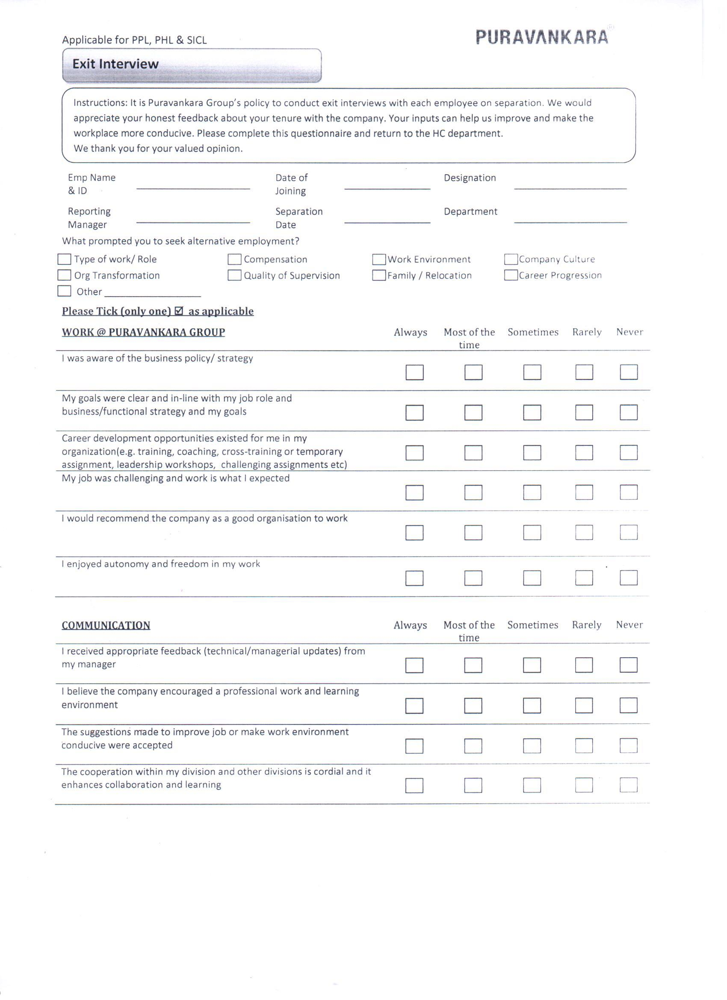 Applicable for PPL, PHL & SICL
PURAVANKARA®
Exit Interview
Instructions: It is Puravankara Group's policy to conduct exit interviews with each employee on separation. We would
appreciate your honest feedback about your tenure with the company. Your inputs can help us improve and make the
workplace more conducive. Please complete this questionnaire and return to the HC department.
We thank you for your valued opinion.
Emp Name Date of Designation
& ID Joining
Reporting Separation Department
Manager Date
What prompted you to seek alternative employment?
Type of work/ Role Compensation Work Environment Company Culture
Org Transformation Quality of Supervision Family / Relocation Career Progression
Other
Please Tick (only one) ☑ as applicable
WORK @ PURAVANKARA GROUP Always Most of the Sometimes Rarely Never
time
I was aware of the business policy/ strategy
My goals were clear and in-line with my job role and
business/functional strategy and my goals
Career development opportunities existed for me in my
organization(e.g. training, coaching, cross-training or temporary
assignment, leadership workshops, challenging assignments etc)
My job was challenging and work is what I expected
I would recommend the company as a good organisation to work
I enjoyed autonomy and freedom in my work
COMMUNICATION Always Most of the Sometimes Rarely Never
time
I received appropriate feedback (technical/managerial updates) from
my manager
I believe the company encouraged a professional work and learning
environment
The suggestions made to improve job or make work environment
conducive were accepted
The cooperation within my division and other divisions is cordial and it
enhances collaboration and learning